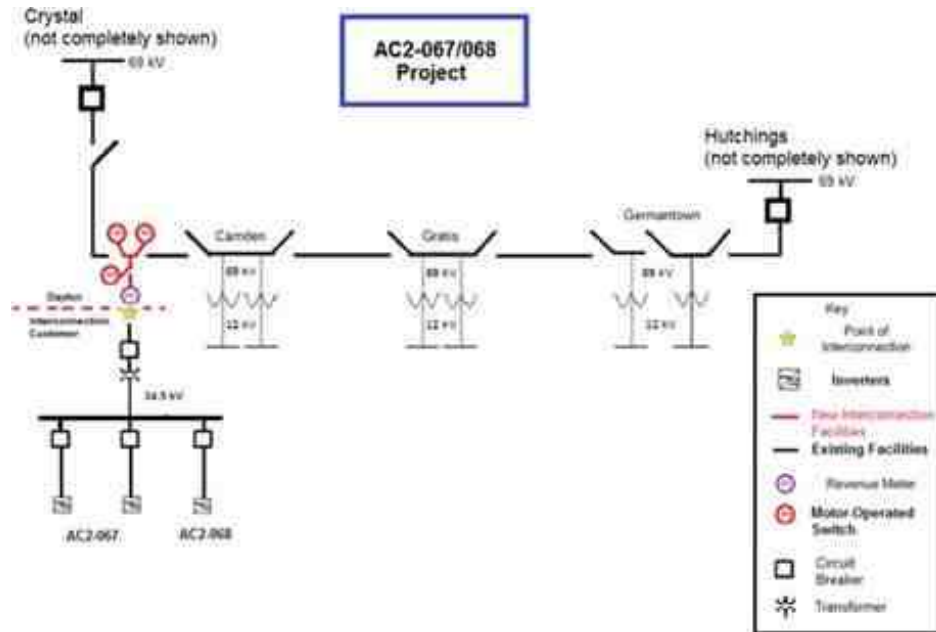 Crystal
(not completely shown)
69 kV
AC2-067/068
Project
Hutchings
(not completely shown)
69 kV
Germantown
Camden
Gratis
69 kV
69 kV
69 kV
12 kV
12 kV
12 kV
Dayton
Interconnection
Customer
34.5 kV
AC2-067
AC2-068
Key
Point of
Interconnection
Inverters
New Interconnection
Facilities
Existing Facilities
Revenue Meter
Motor Operated
Switch
Circuit
Breaker
Transformer